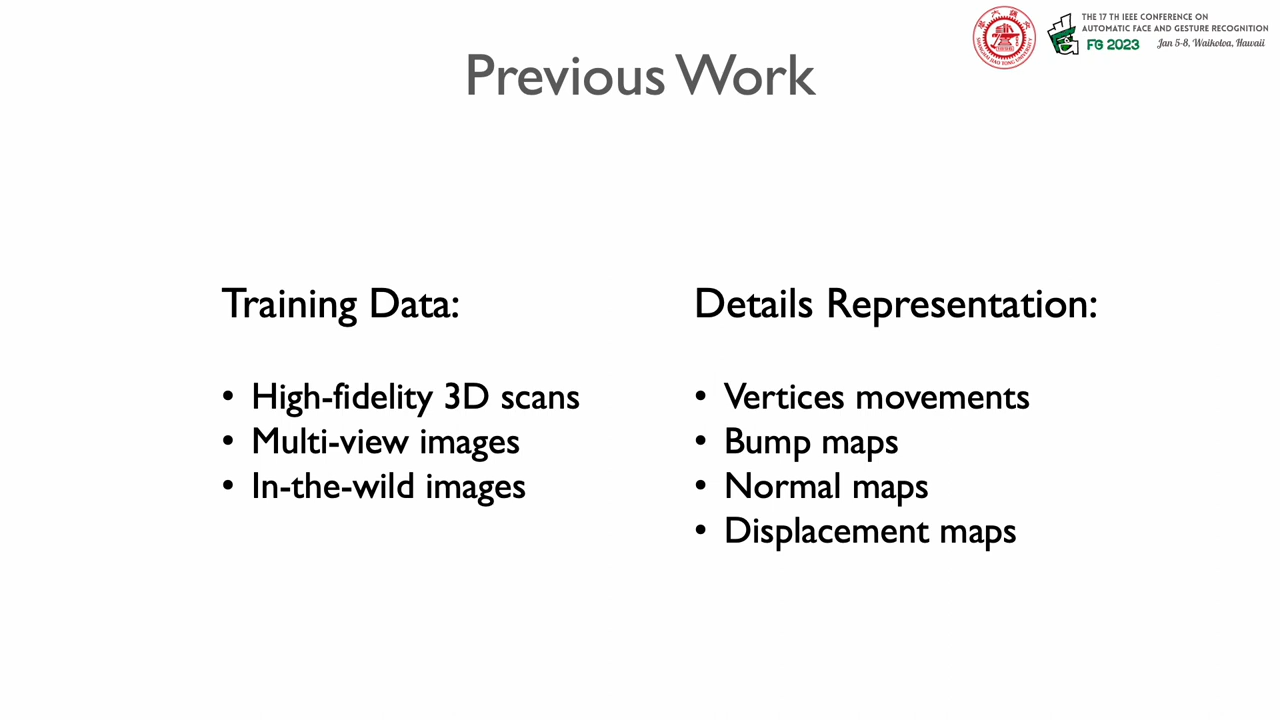 THE 17 TH IEEE CONFERENCE ON
AUTOMATIC FACE AND GESTURE RECOGNITION
FG 2023 Jan 5-8, Waikoloa, Hawaii
Previous Work
Training Data:
• High-fidelity 3D scans
• Multi-view images
• In-the-wild images
Details Representation:
• Vertices movements
• Bump maps
• Normal maps
• Displacement maps